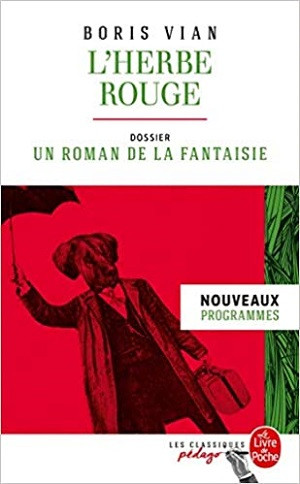 BORIS VIAN
L'HERBE
ROUGE
DOSSIER
UN ROMAN DE LA FANTAISIE
NOUVEAUX
PROGRAMMES
LES CLASSIQUES
pédago
Le Livre
de Poche